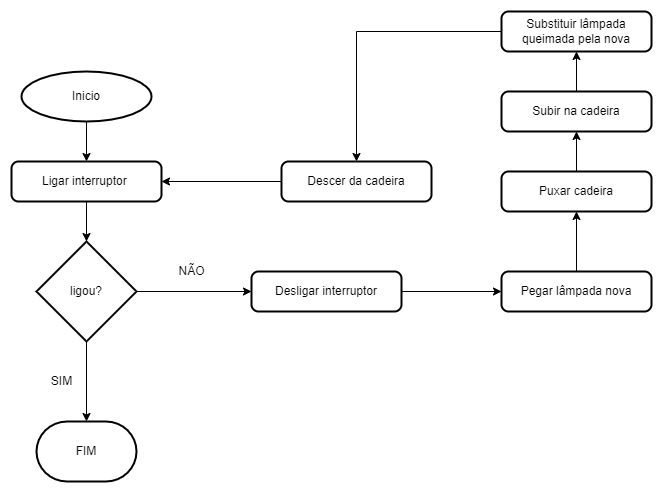 Inicio
Ligar interruptor
ligou?
SIM
FIM
NÃO
Desligar interruptor
Pegar lâmpada nova
Puxar cadeira
Subir na cadeira
Substituir lâmpada
queimada pela nova
Descer da cadeira